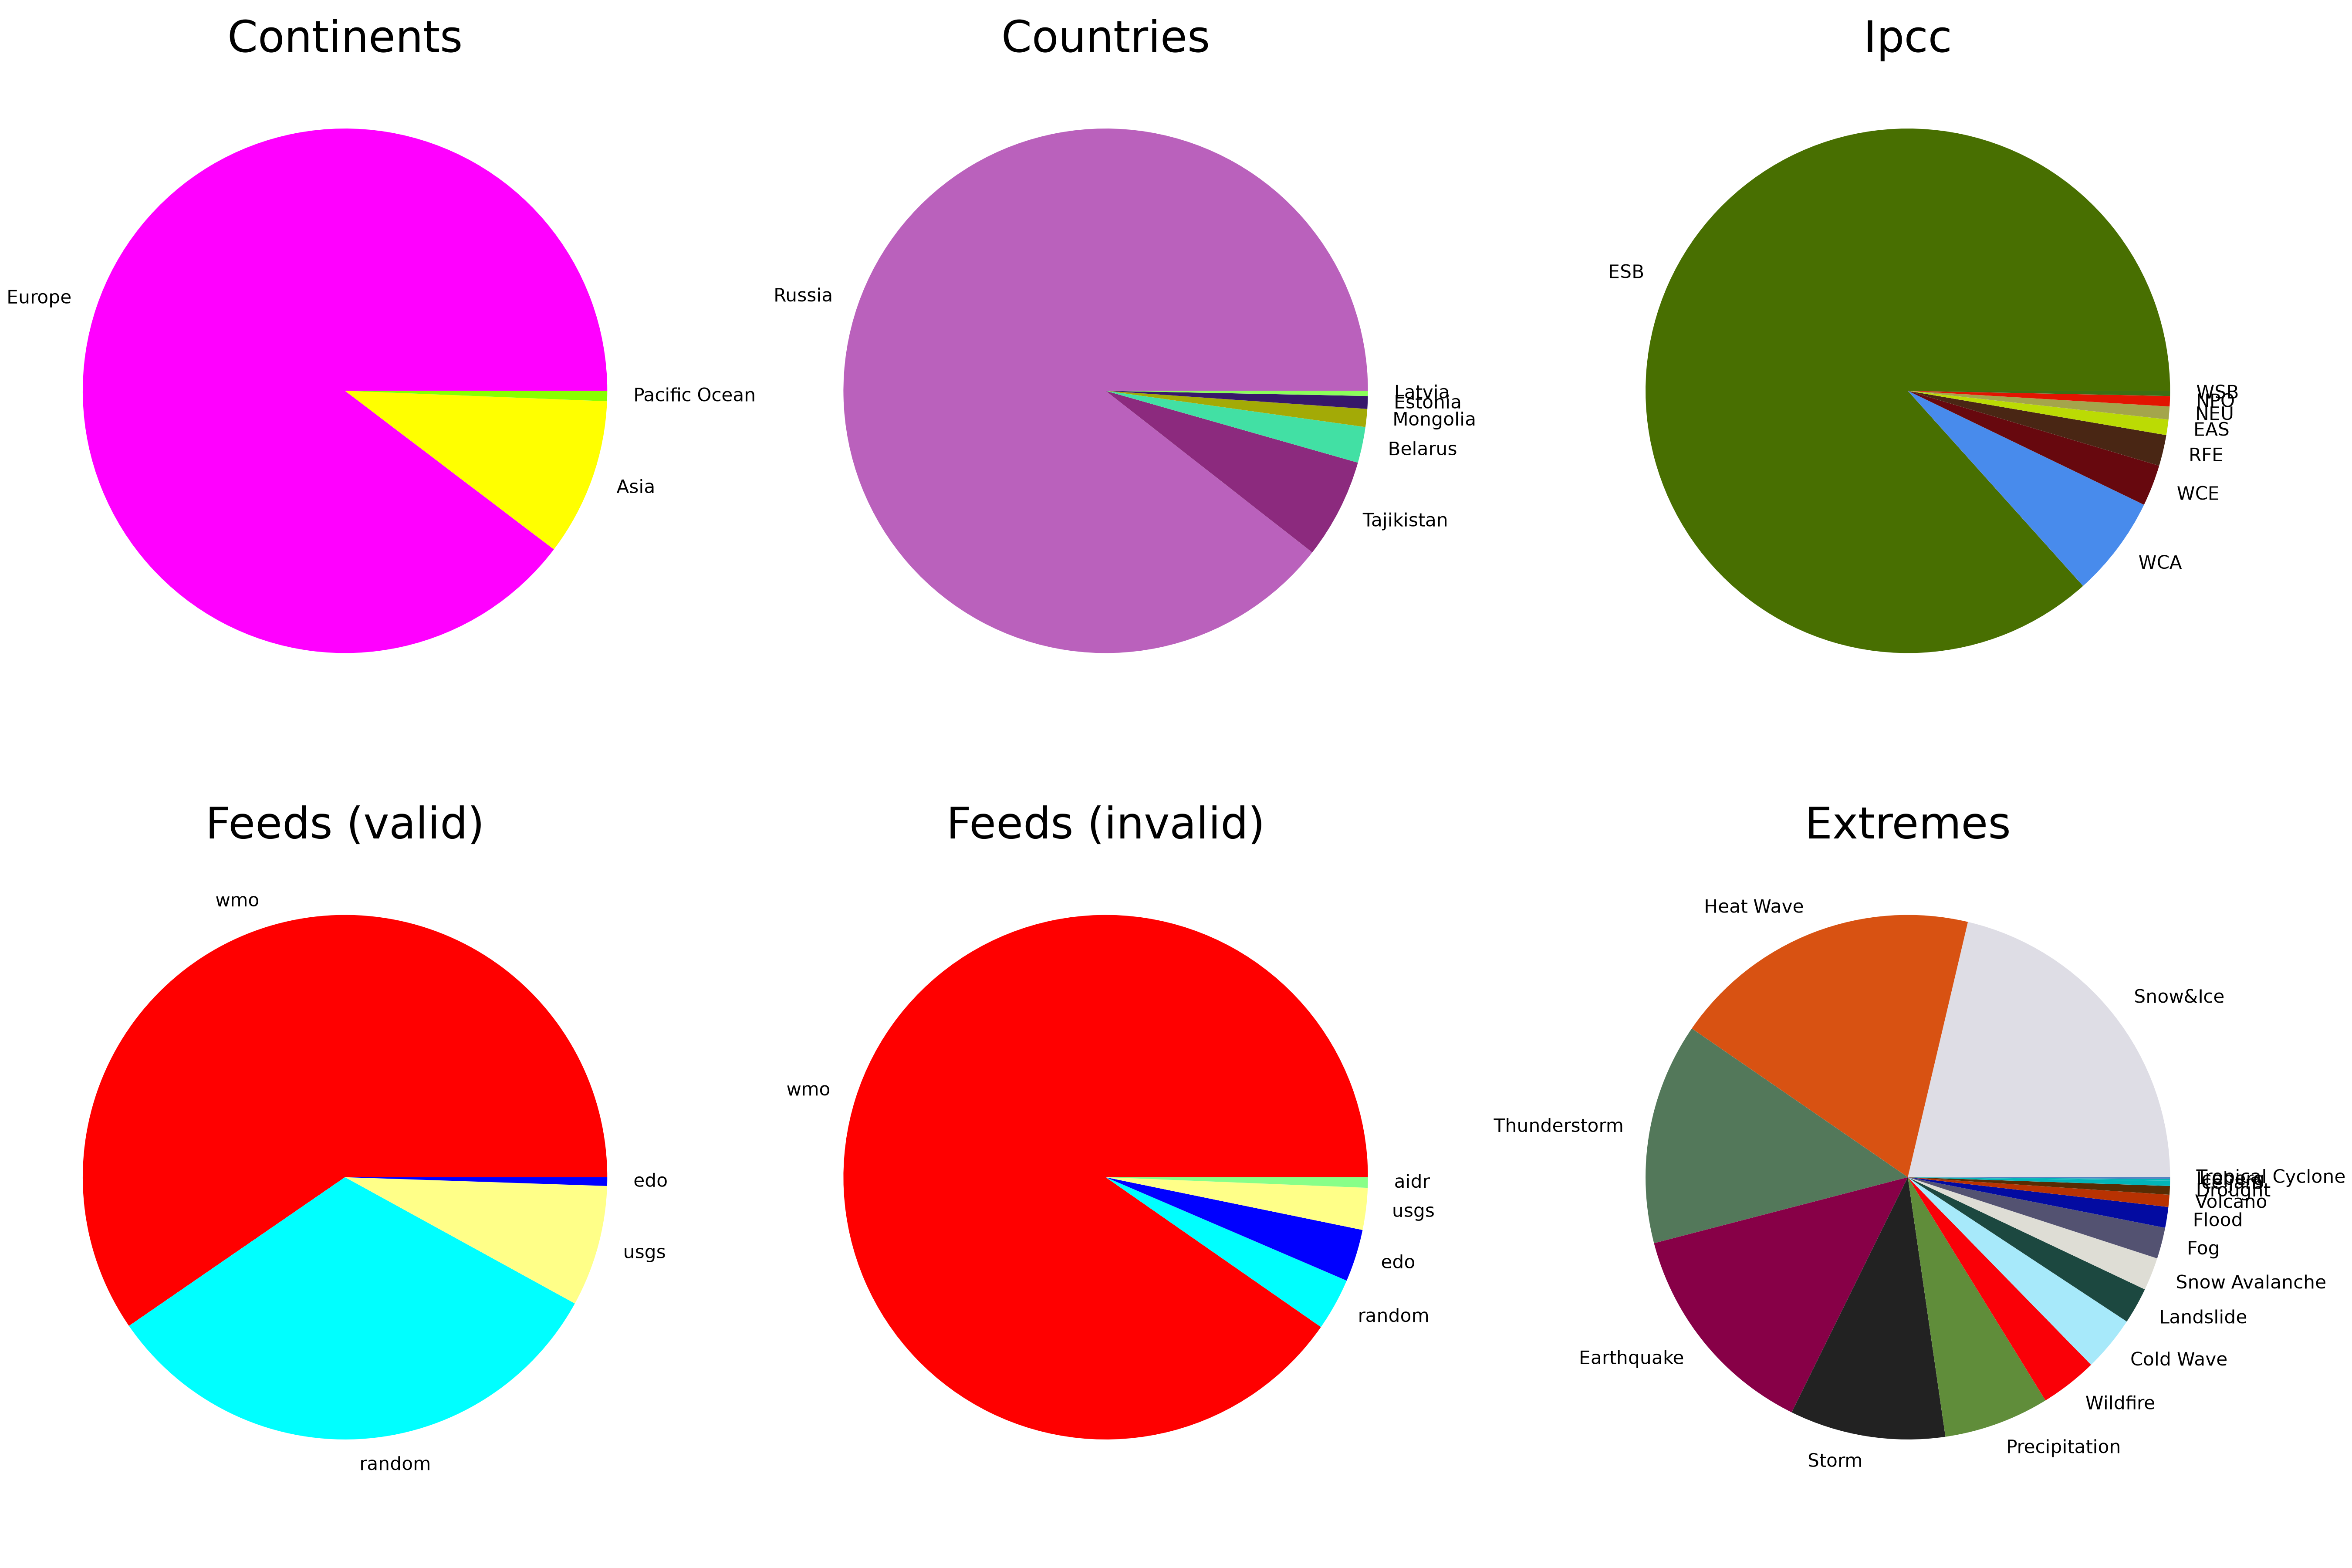 Continents
Countries
Ipcc
Europe
Pacific Ocean
Asia
Russia
Latvia
Estonia
Mongolia
Belarus
Tajikistan
ESB
WSB
NPO
NEU
EAS
RFE
WCE
WCA
Feeds (valid)
Feeds (invalid)
Extremes
wmo
edo
usgs
random
wmo
aidr
usgs
edo
random
Heat Wave
Snow&Ice
Thunderstorm
Tropical Cyclone
Drought
Volcano
Flood
Fog
Snow Avalanche
Landslide
Cold Wave
Wildfire
Precipitation
Storm
Earthquake